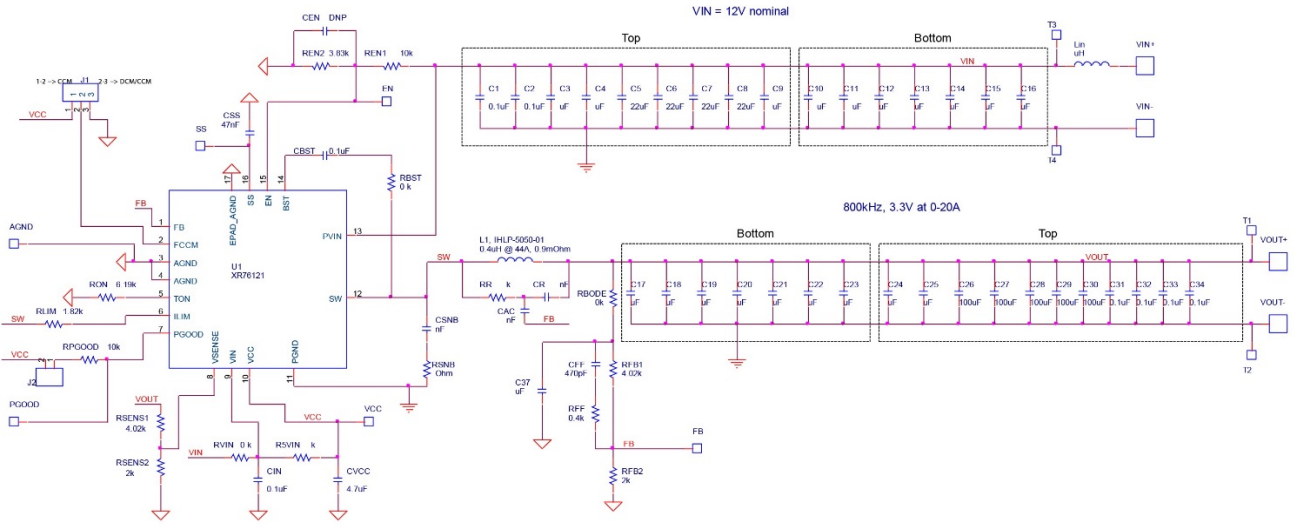 VIN = 12V nominal
CEN DNP
REN2 3.83k
REN1 10k
EN
Top
Bottom
VIN
T3
Lin
uH
VIN+
VIN-
T4
C1
0.1uF
C2
0.1uF
C3
uF
C4
uF
C5
22uF
C6
22uF
C7
22uF
C8
22uF
C9
uF
C10
uF
C11
uF
C12
uF
C13
uF
C14
uF
C15
uF
C16
uF
1-2 -> CCM
J1
2-3 -> DCM/CCM
1 2 3
1
2
3
VCC
CSS
47nF
SS
CBST
0.1uF
RBST
0 k
17
16
15
14
EPAD_AGND
SS
EN
BST
FB
1
FB
2
FCCM
3
AGND
4
AGND
5
TON
6
ILIM
7
PGOOD
U1
XR76121
PVIN
13
SW
12
VSENSE
VIN
VCC
PGND
8
9
10
11
AGND
RON 6.19k
RLIM 1.82k
SW
VCC
RPGOOD 10k
2
1
J2
PGOOD
VOUT
RSENS1
4.02k
RSENS2
2k
VIN
RVIN 0 k
R5VIN k
CIN
0.1uF
CVCC
4.7uF
VCC
VCC
CSNB
nF
RSNB
Ohm
SW
L1, IHLP-5050-01
0.4uH @ 44A, 0.9mOhm
RR k
CR nF
CAC
nF
FB
RBODE
0k
C37
uF
CFF
470pF
RFF
0.4k
RFB1
4.02k
FB
FB
RFB2
2k
800kHz, 3.3V at 0-20A
Bottom
Top
VOUT
T1
VOUT+
VOUT-
T2
C17
uF
C18
uF
C19
uF
C20
uF
C21
uF
C22
uF
C23
uF
C24
uF
C25
uF
C26
100uF
C27
100uF
C28
100uF
C29
100uF
C30
100uF
C31
0.1uF
C32
0.1uF
C33
0.1uF
C34
0.1uF